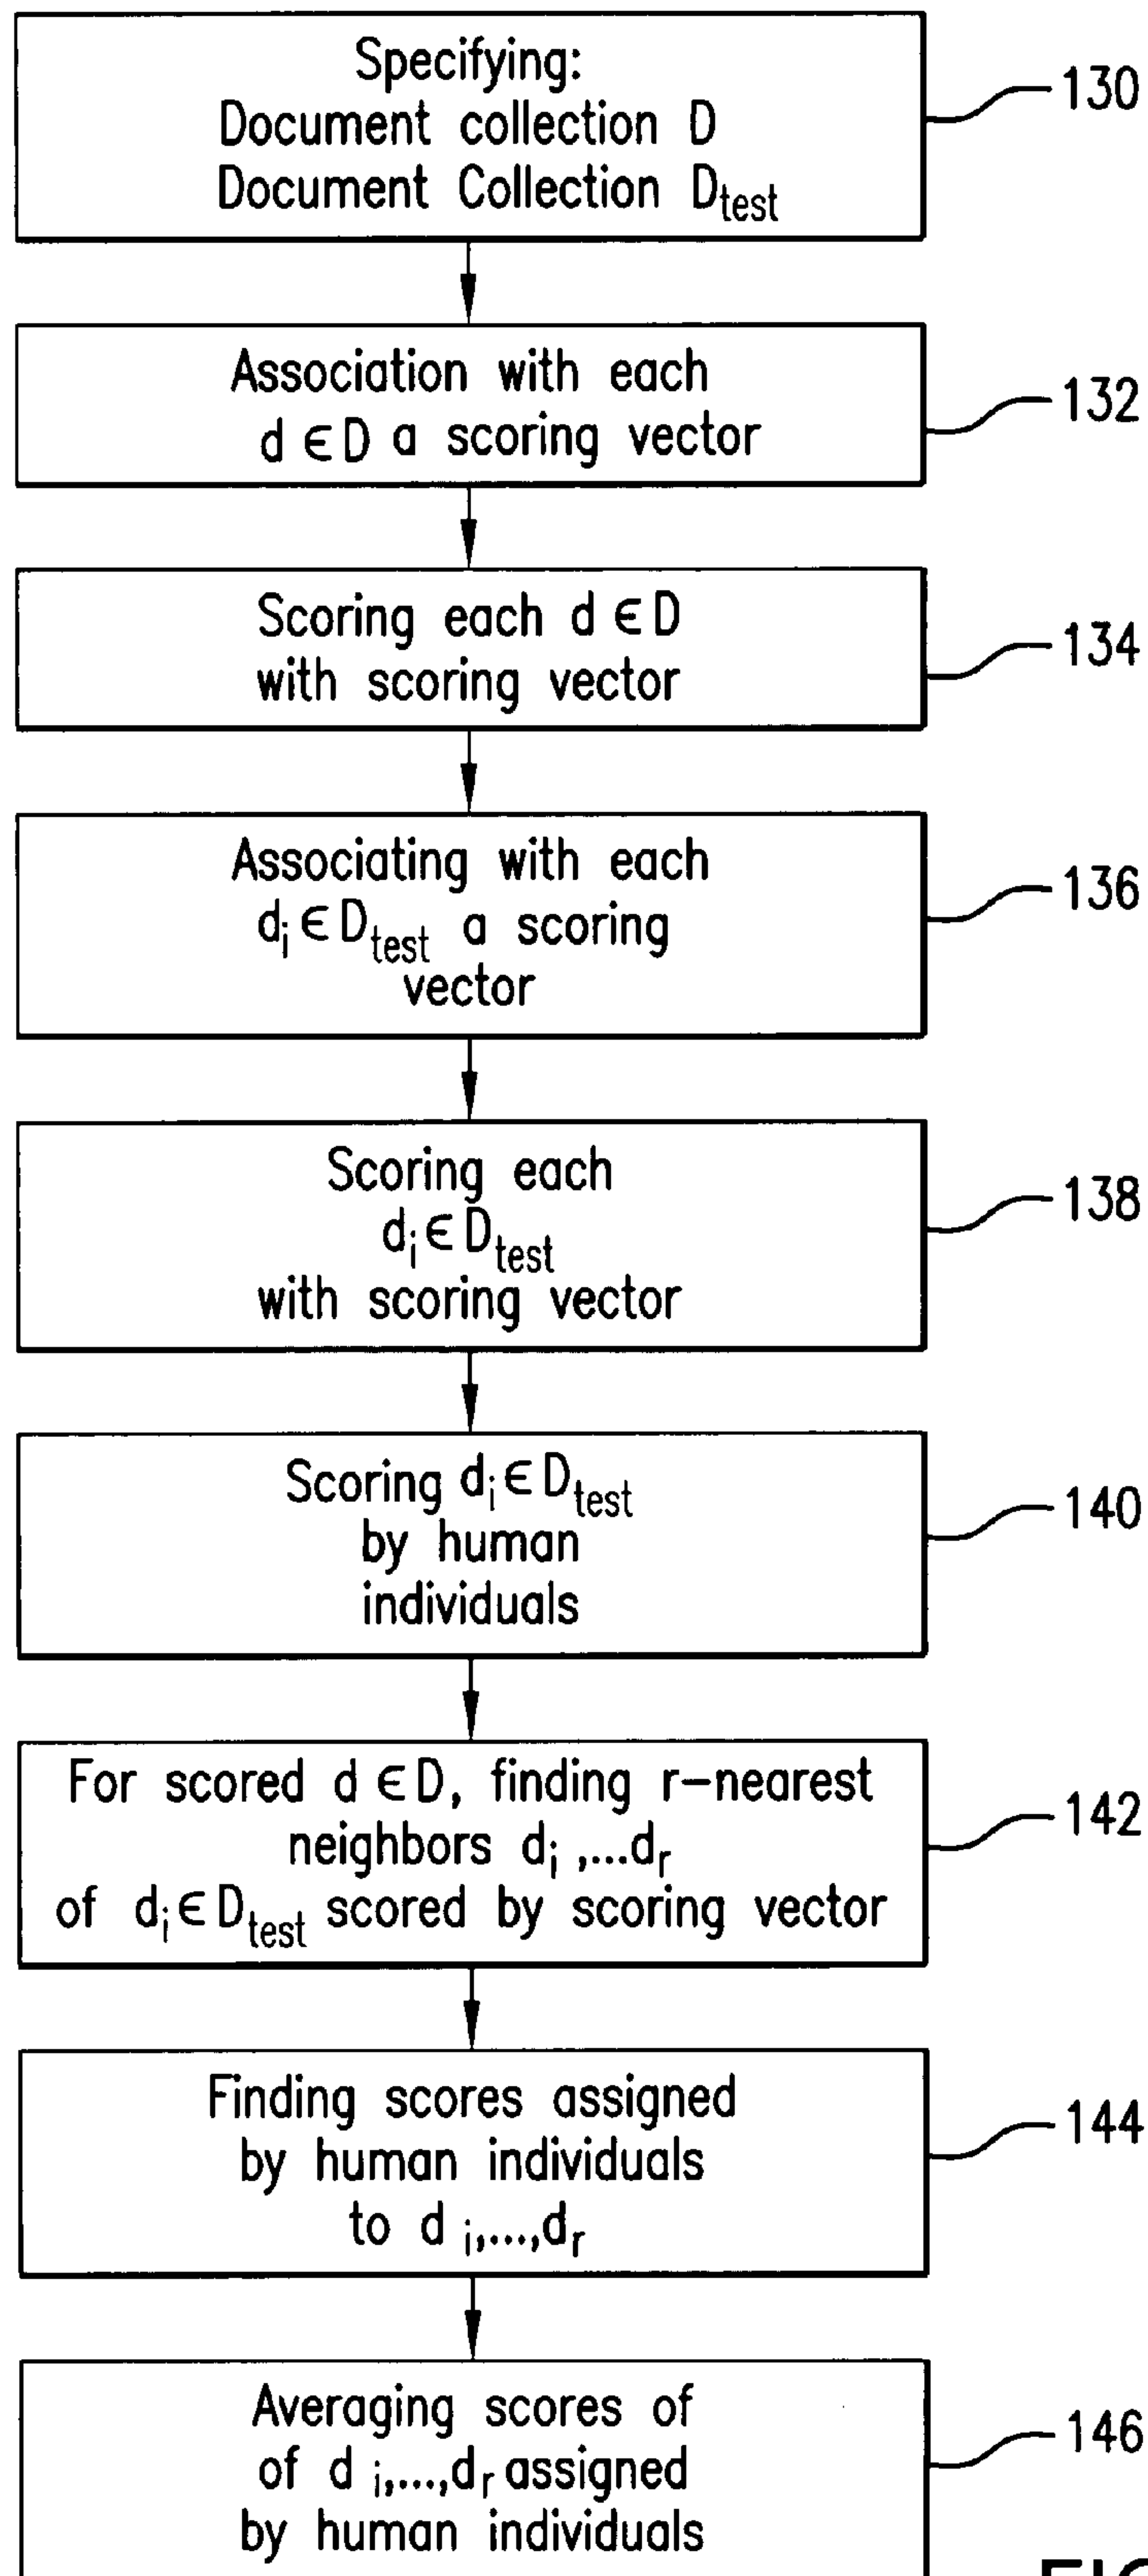 Specifying:
Document collection D
Document Collection Dtest
130
Association with each
d ∈ D a scoring vector
132
Scoring each d ∈ D
with scoring vector
134
Associating with each
di ∈ Dtest a scoring
vector
136
Scoring each
di ∈ Dtest
with scoring vector
138
Scoring di ∈ Dtest
by human
individuals
140
For scored d ∈ D, finding r-nearest
neighbors di ,...dr
of di ∈ Dtest scored by scoring vector
142
Finding scores assigned
by human individuals
to d i,...,dr
144
Averaging scores of
of d i,...,dr assigned
by human individuals
146